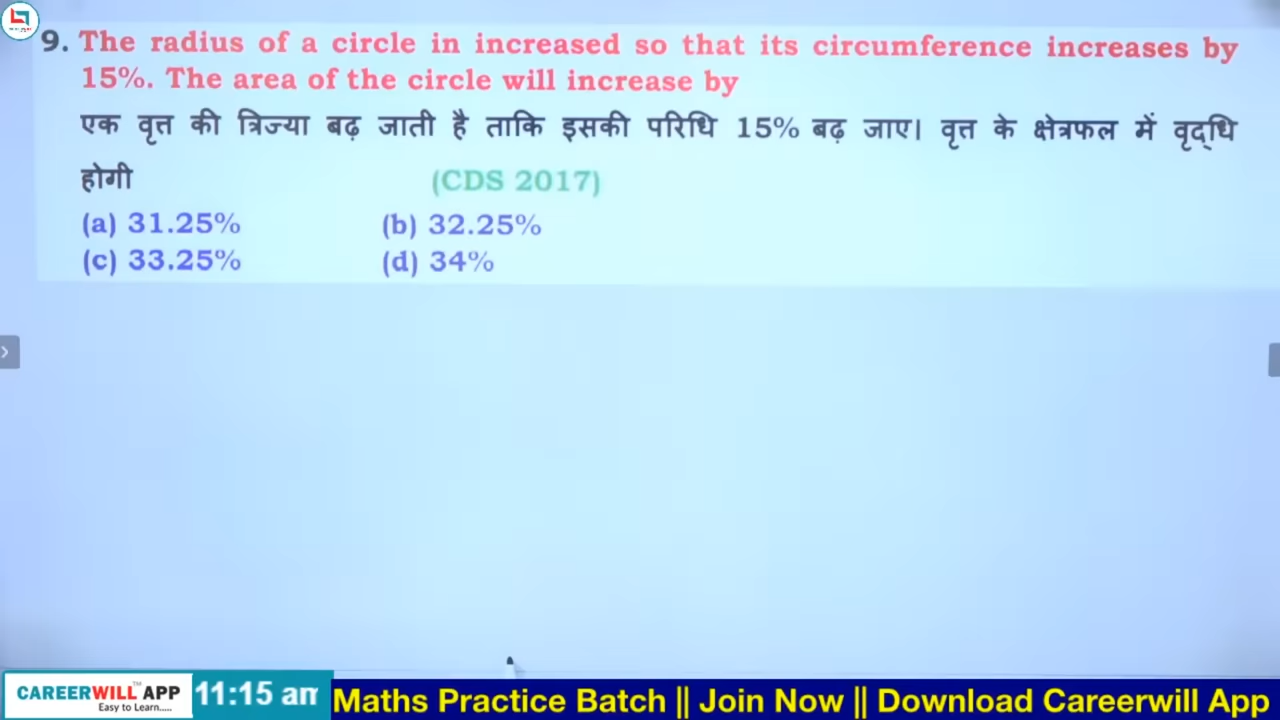 9. The radius of a circle in increased so that its circumference increases by
15%. The area of the circle will increase by
एक वृत्त की त्रिज्या बढ़ जाती है ताकि इसकी परिधि 15% बढ़ जाए। वृत्त के क्षेत्रफल में वृद्धि
होगी (CDS 2017)
(a) 31.25% (b) 32.25%
(c) 33.25% (d) 34%
CAREERWILL™ APP
Easy to Learn.....
11:15 am
Maths Practice Batch || Join Now || Download Careerwill App